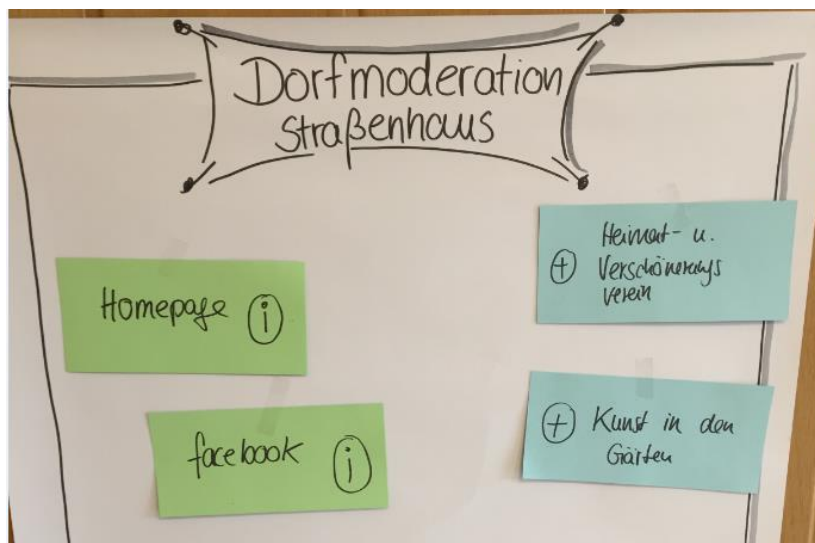 Dorfmoderation
Straßenhaus
Homepage i
facebook i
+ Heimat- u.
Verschönerungs
verein
+ Kunst in den
Gärten